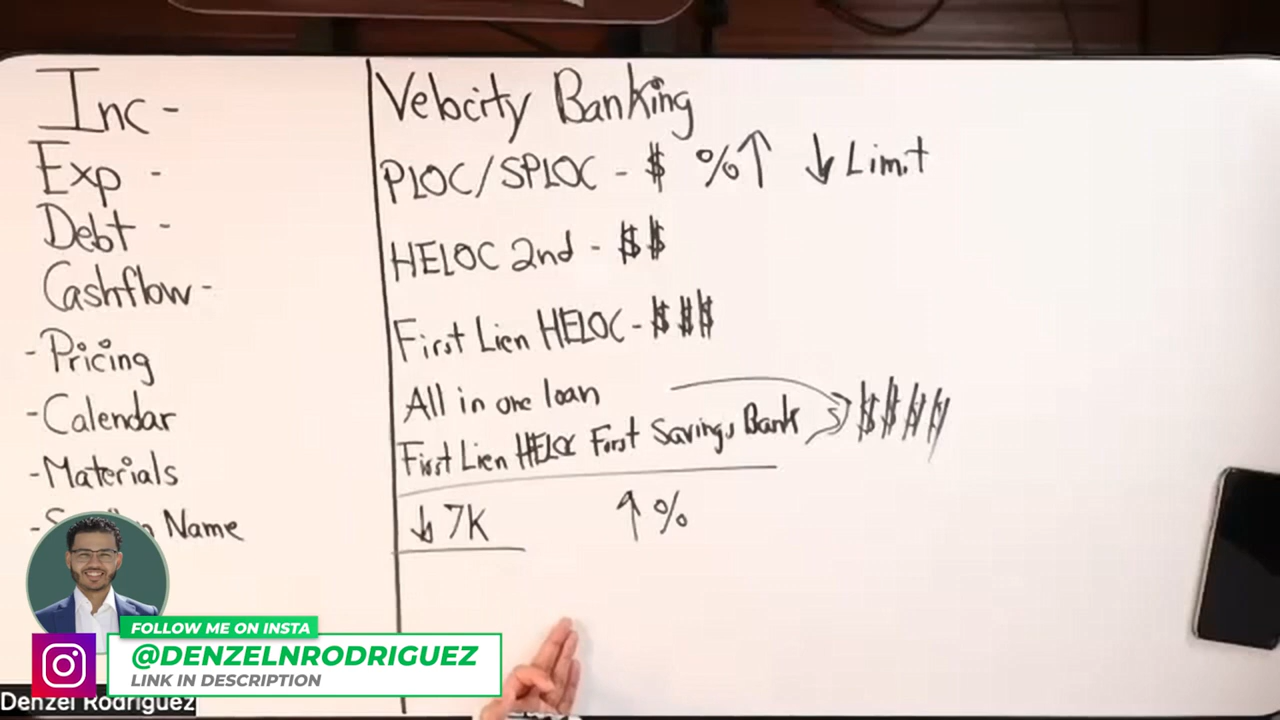 Inc -
Exp -
Debt -
Cashflow -
- Pricing
- Calendar
- Materials
- Name
Velocity Banking
PLOC/SPLOC - $ %↑ ↓ Limit
HELOC 2nd - $$
First Lien HELOC - $$$
All in one loan
First Lien HELOC First Savings Bank → $$$$
↓ 7K ↑ %
FOLLOW ME ON INSTA
@DENZELNRODRIGUEZ
LINK IN DESCRIPTION
Denzel Rodriguez